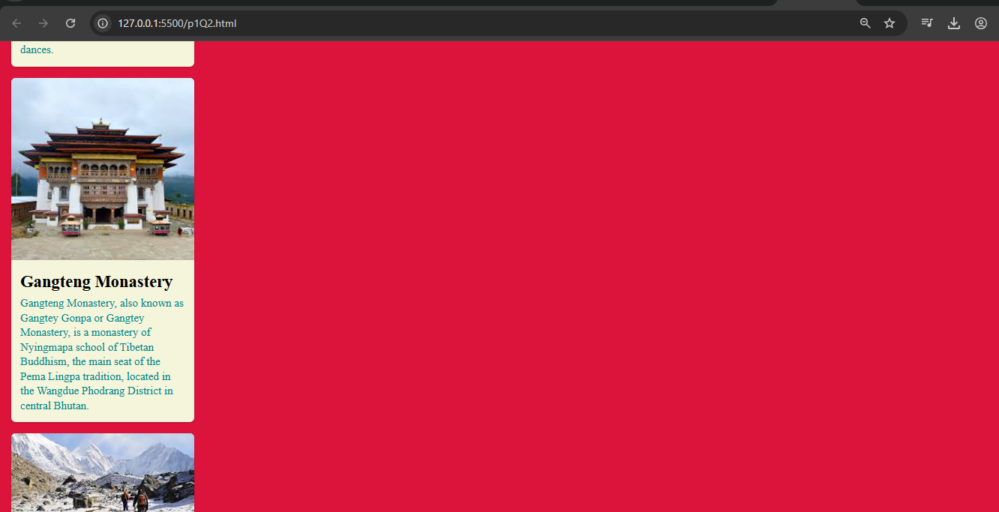 127.0.0.1:5500/p1Q2.html
dances.
Gangteng Monastery
Gangteng Monastery, also known as
Gangtey Gonpa or Gangtey
Monastery, is a monastery of
Nyingmapa school of Tibetan
Buddhism, the main seat of the
Pema Lingpa tradition, located in
the Wangdue Phodrang District in
central Bhutan.